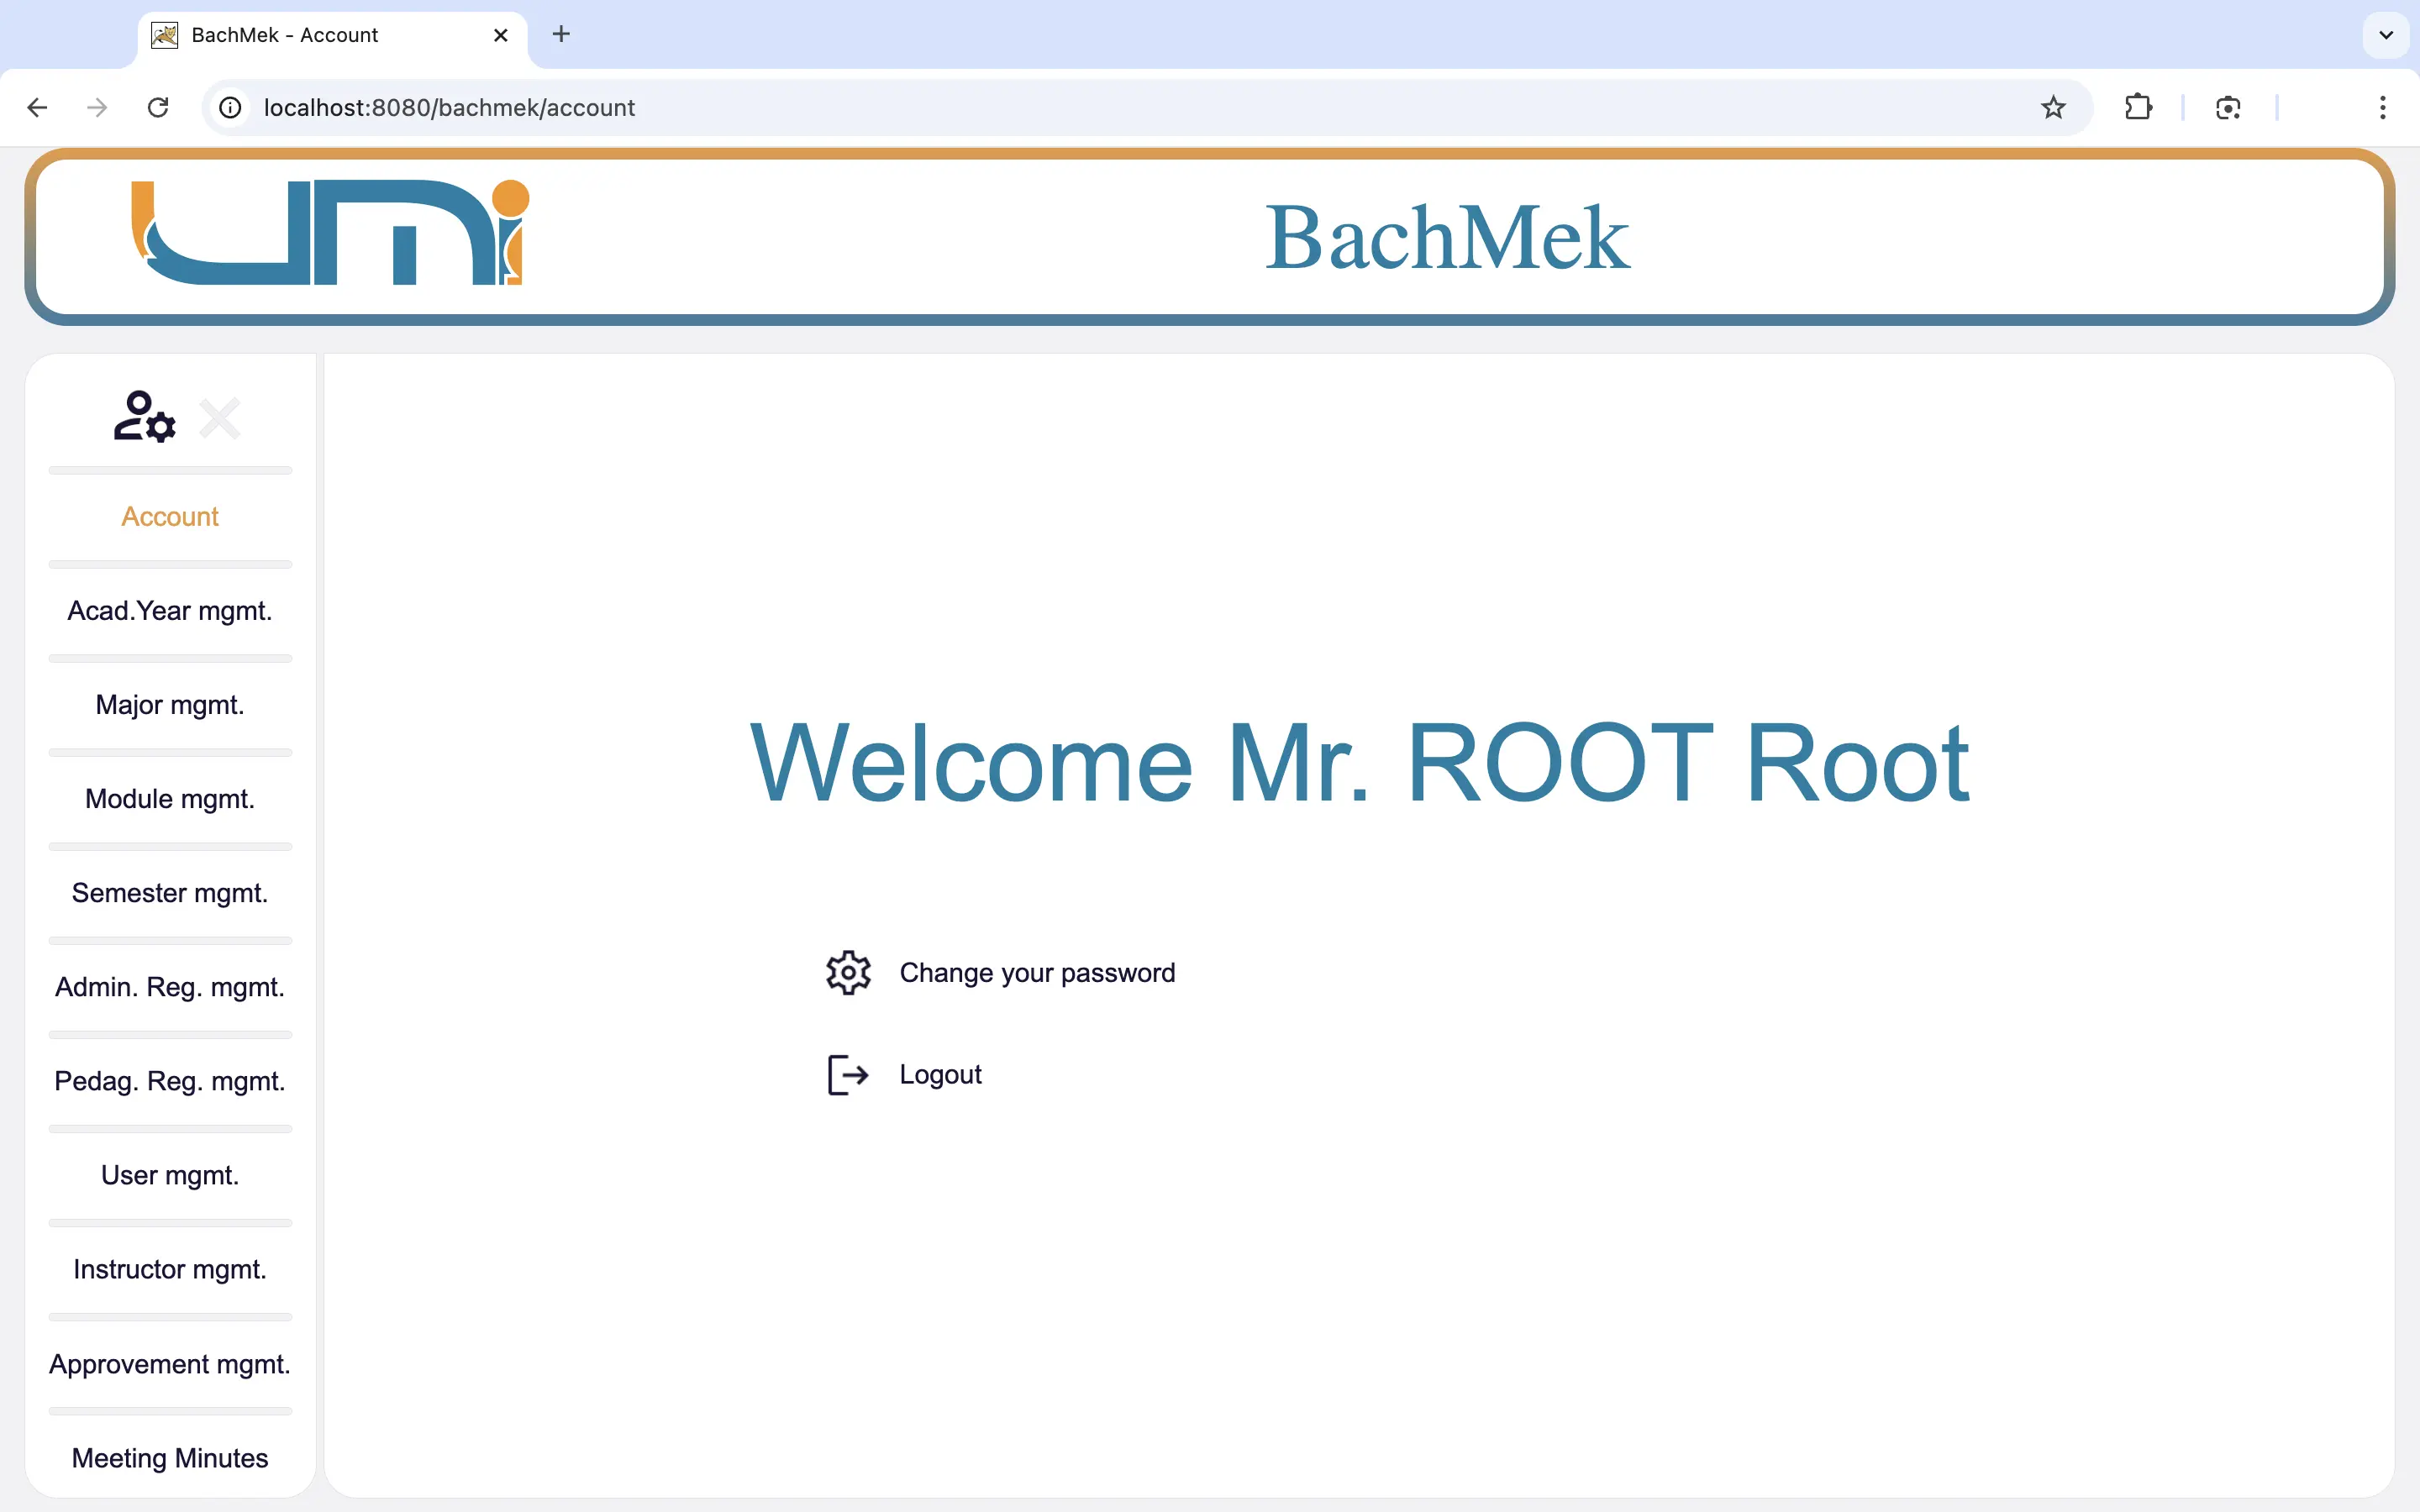 BachMek - Account
localhost:8080/bachmek/account
umi
BachMek
Account
Acad.Year mgmt.
Major mgmt.
Module mgmt.
Semester mgmt.
Admin. Reg. mgmt.
Pedag. Reg. mgmt.
User mgmt.
Instructor mgmt.
Approvement mgmt.
Meeting Minutes
Welcome Mr. ROOT Root
Change your password
Logout